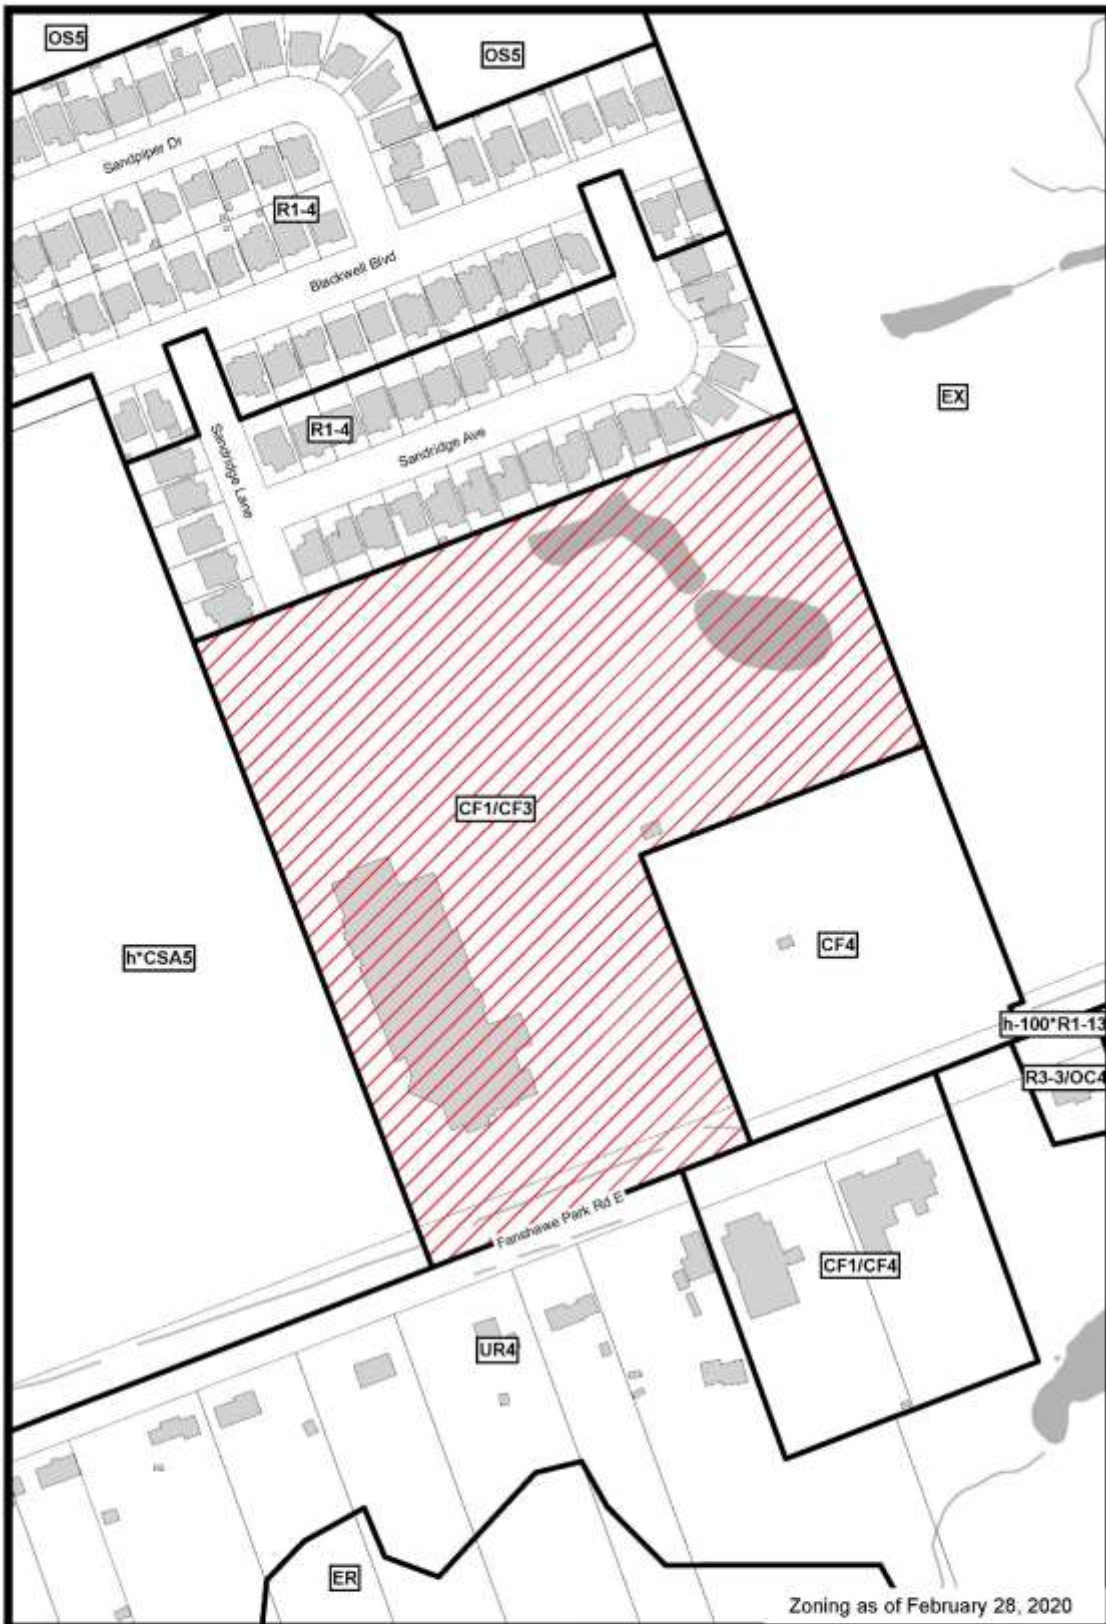 OS5
OS5
Sandpiper Dr
R1-4
Blackwell Blvd
EX
R1-4
Sandridge Ave
Sandridge Lane
CF1/CF3
CF4
h*CSA5
h-100*R1-13
R3-3/OC4
Fanshawe Park Rd E
CF1/CF4
UR4
ER
Zoning as of February 28, 2020